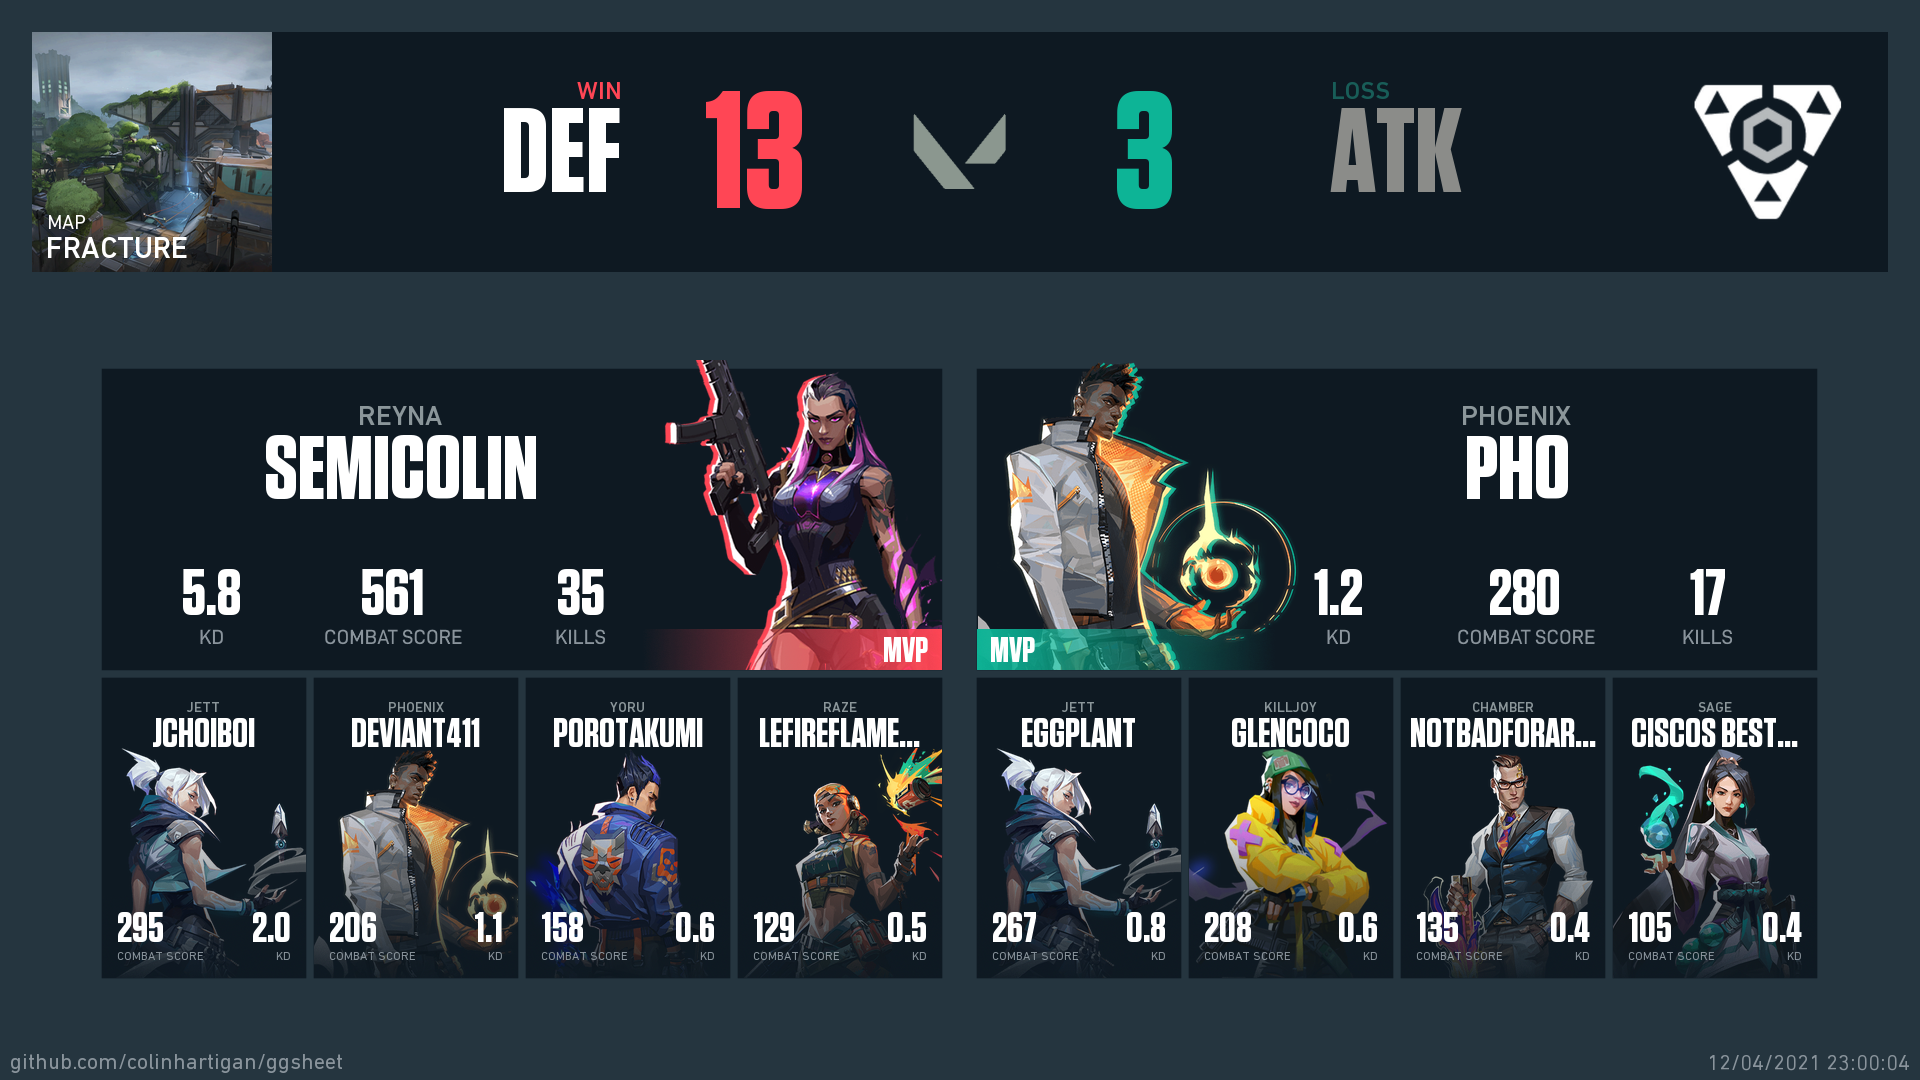 MAP
FRACTURE
WIN
DEF
13
3
LOSS
ATK
REYNA
SEMICOLIN
5.8
KD
561
COMBAT SCORE
35
KILLS
MVP
PHOENIX
PHO
1.2
KD
280
COMBAT SCORE
17
KILLS
MVP
JETT
JCHOIBOI
295
COMBAT SCORE
2.0
KD
PHOENIX
DEVIANT411
206
COMBAT SCORE
1.1
KD
YORU
POROTAKUMI
158
COMBAT SCORE
0.6
KD
RAZE
LEFIREFLAME...
129
COMBAT SCORE
0.5
KD
JETT
EGGPLANT
267
COMBAT SCORE
0.8
KD
KILLJOY
GLENCOCO
208
COMBAT SCORE
0.6
KD
CHAMBER
NOTBADFORAR...
135
COMBAT SCORE
0.4
KD
SAGE
CISCOS BEST...
105
COMBAT SCORE
0.4
KD
github.com/colinhartigan/ggsheet
12/04/2021 23:00:04